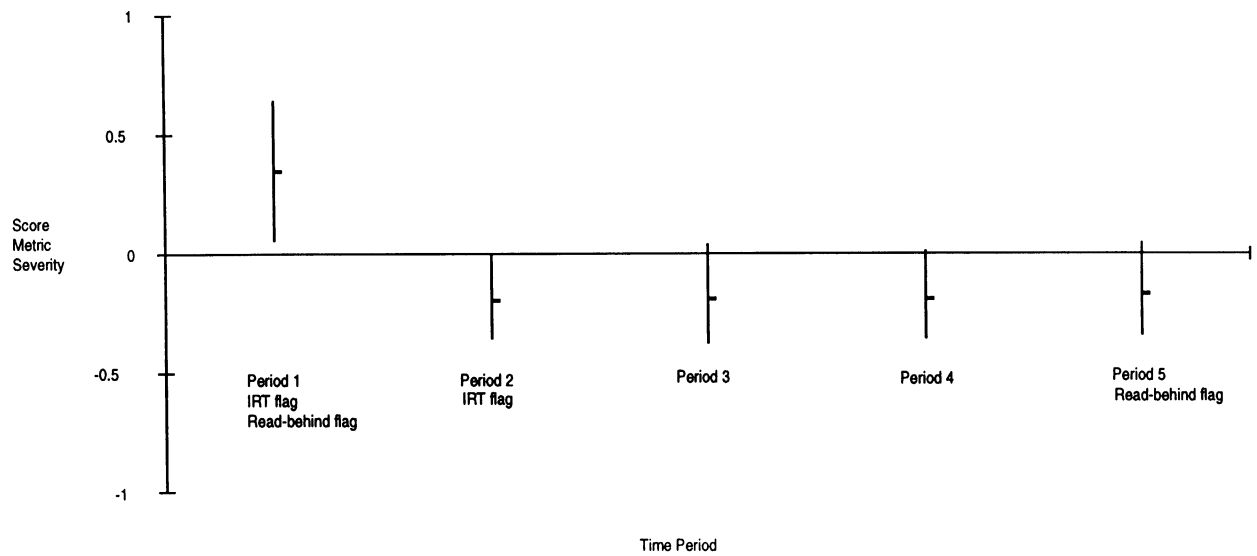 1
0.5
Score
Metric
Severity
0
-0.5
-1
Period 1
IRT flag
Read-behind flag
Period 2
IRT flag
Period 3
Period 4
Period 5
Read-behind flag
Time Period